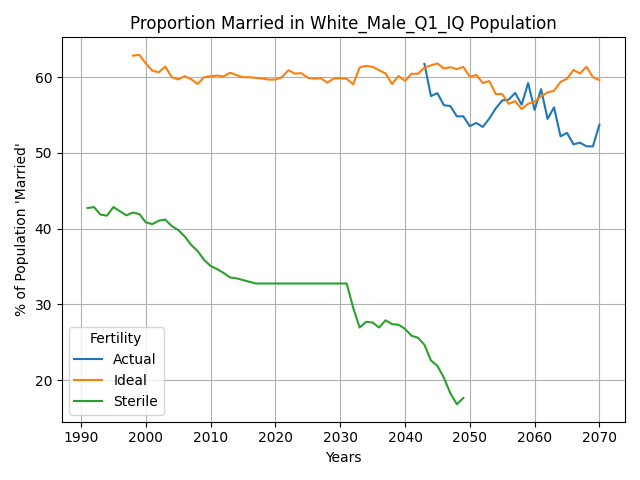 Proportion Married in White_Male_Q1_IQ Population
% of Population 'Married'
60
50
40
30
20
Fertility
Actual
Ideal
Sterile
1990 2000 2010 2020 2030 2040 2050 2060 2070
Years